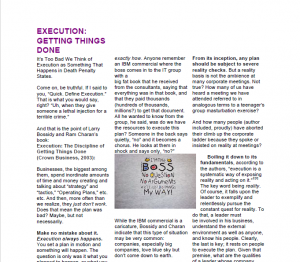 EXECUTION:
GETTING THINGS
DONE
It's Too Bad We Think of
Execution as Something That
Happens in Death Penalty
States.
Come on, be truthful. If I said to
you, "Quick. Define Execution."
That is what you would say,
right? "Uh, when they give
someone a lethal injection for a
terrible crime."
And that is the point of Larry
Bossidy and Ram Charan's
book:
Execution: The Discipline of
Getting Things Done
(Crown Business, 2003):
Businesses, the biggest among
them, spend inordinate amounts
of time and money creating and
talking about "strategy" and
"tactics," "Operating Plans," etc.
etc. And then, more often than
we realize, they just don't work.
Does that mean the plan was
bad? Maybe, but not
necessarily.
Make no mistake about it.
Execution always happens.
You set a plan in motion and
something will happen. The
question is only was it what you
exactly how. Anyone remember
an IBM commercial where the
boss comes in to the IT group
with a
big fat book that he received
from the consultants, saying that
everything was in that book, and
that they paid thousands
(hundreds of thousands,
millions?) to get that document.
All he wanted to know from the
group, he said, was do we have
the resources to execute this
plan? Someone in the back says
quietly, "no" and it becomes a
chorus. He looks at them in
shock and says only, "no?"
BOSS
NO QUESTION
NO ARGUMENTS
MY WAY!
While the IBM commercial is a
caricature, Bossidy and Charan
indicate that this type of situation
may be very common:
companies, especially big
companies, love blue sky but
don't come down to earth.
From its inception, any plan
should be subject to severe
reality checks. But a reality
basis is not the ambience at
many corporate meetings. Not
true? How many of us have
heard a meeting we have
attended referred to in
analogous terms to a teenager's
group masturbation exercise?
And how many people (author
included, proudly) have stunted
their climb up the corporate
ladder because they spoke or
insisted on reality at meetings?
Boiling it down to its
fundamentals, according to
the authors, "execution is a
systematic way of exposing
reality and acting on it."
The key word being reality.
Of course, it falls upon the
leader to exemplify and
relentlessly pursue the
constant quest for reality. To
do that, a leader must
be involved in his business,
understand the external
environment as well as anyone,
and know his people. Clearly,
the last is key, it rests on people
to execute the plan. Given that
premise, what are the qualities
of a leader whose company